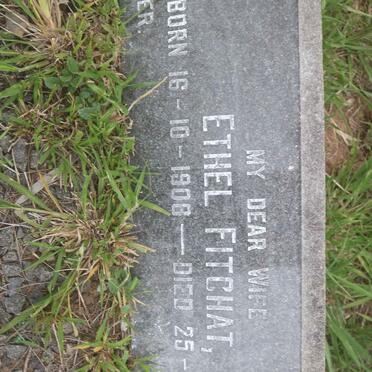 MY DEAR WIFE
ETHEL FITCHAT,
BORN 16-10-1908 — DIED 25-
ER.